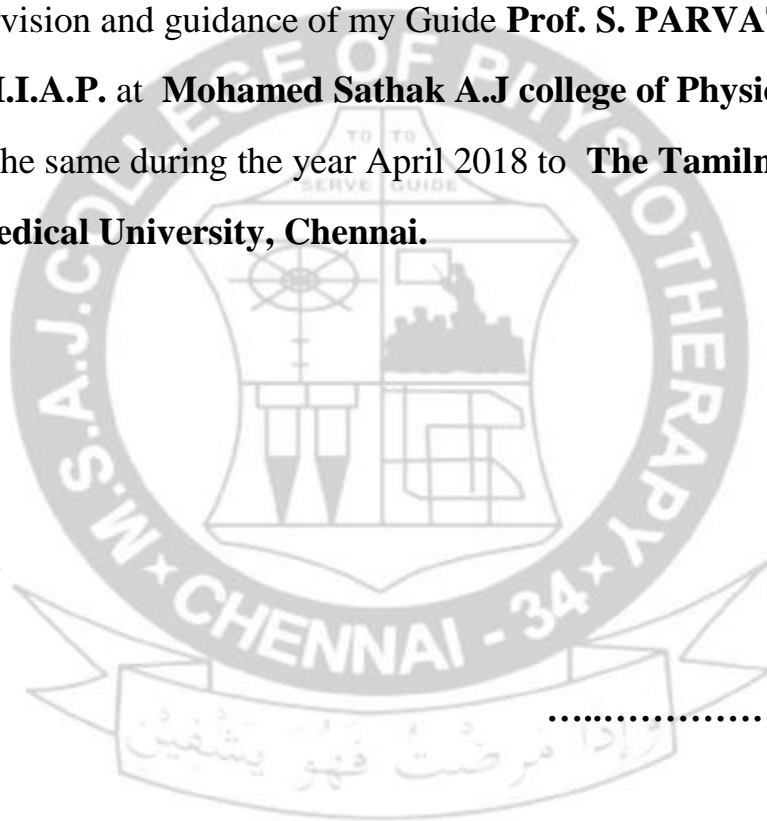 vision and guidance of my Guide Prof. S. PARVA
I.I.A.P. at Mohamed Sathak A.J college of Physi
he same during the year April 2018 to The Tamiln
edical University, Chennai.
M.S.A.J.COLLEGE OF PHYSIOTHERAPY
TO TO
SERVE GUIDE
CHENNAI - 34
وَإِذَا مَرِضْتُ فَهُوَ يَشْفِينِ
…...……………